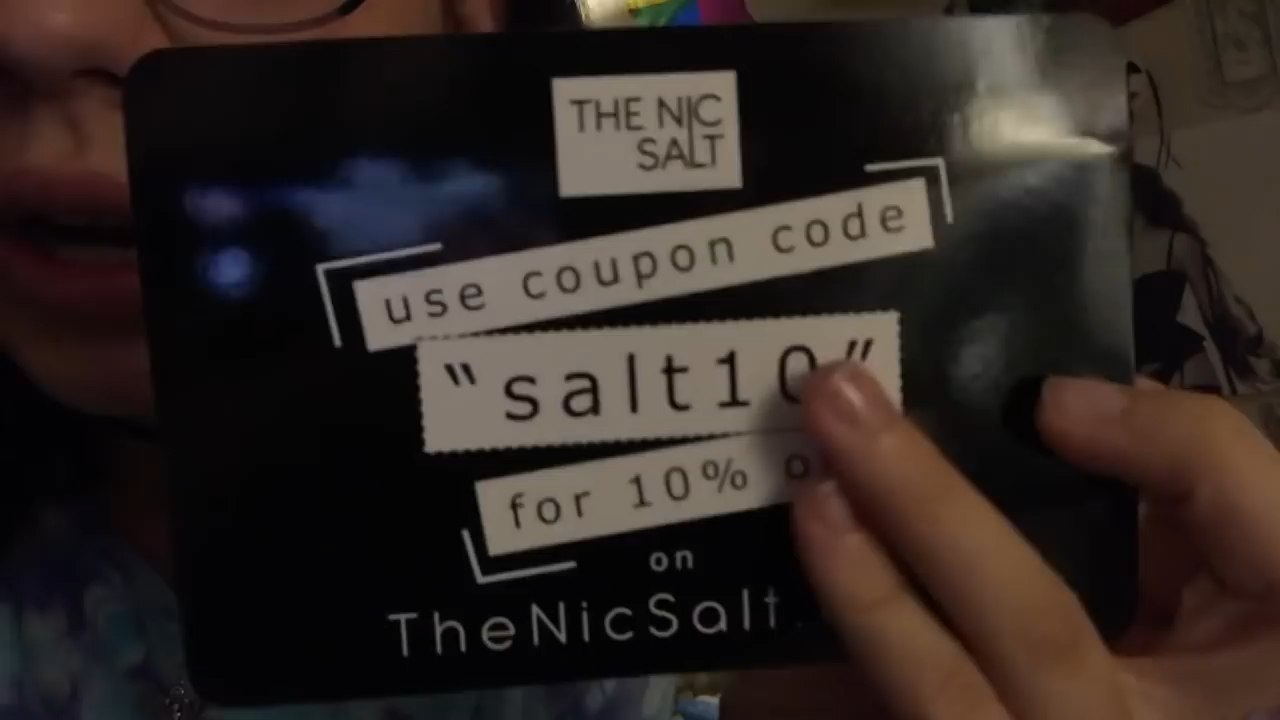 THE NIC
SALT
use coupon code
“salt10”
for 10%
on
TheNicSalt